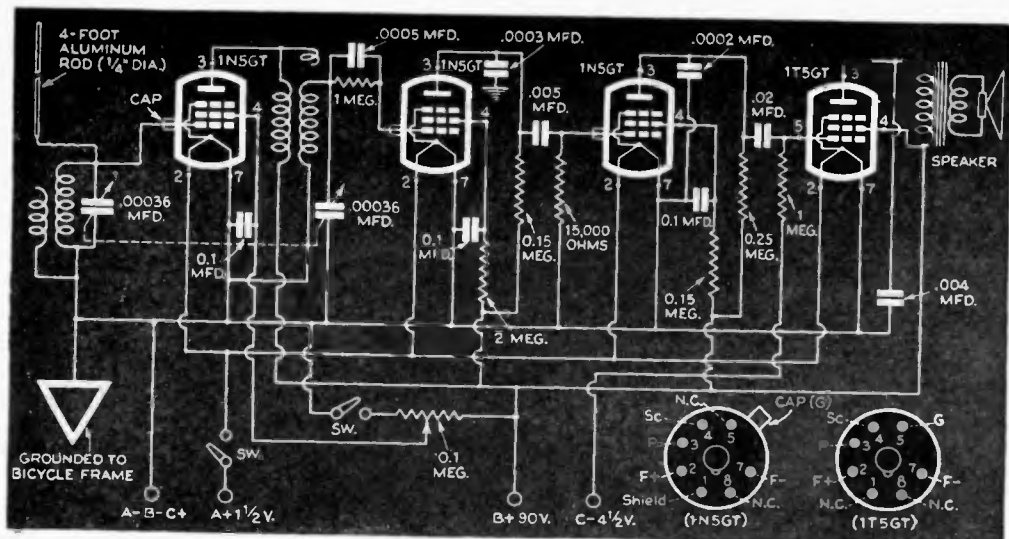 4-FOOT
ALUMINUM
ROD (1/4" DIA.)
CAP
3
1N5GT
4
2
7
.00036
MFD.
0.1
MFD.
.0005 MFD.
1 MEG.
.00036
MFD.
3
1N5GT
.0003 MFD.
4
2
7
0.1
MFD.
.005
MFD.
0.15
MEG.
15,000
OHMS
2 MEG.
1N5GT
3
.0002 MFD.
4
2
7
0.1 MFD.
0.15
MEG.
.02
MFD.
0.25
MEG.
1
MEG.
1T5GT
3
5
4
2
7
SPEAKER
.004
MFD.
GROUNDED TO
BICYCLE FRAME
A-B-C+
SW.
A+1 1/2V.
SW.
0.1
MEG.
B+90V.
C-4 1/2V.
N.C.
CAP (G)
Sc
4
5
P
3
F+
2
7
F-
Shield
1
8
N.C.
(1N5GT)
Sc
4
5
G
P
3
F+
2
7
F-
N.C.
1
8
N.C.
(1T5GT)